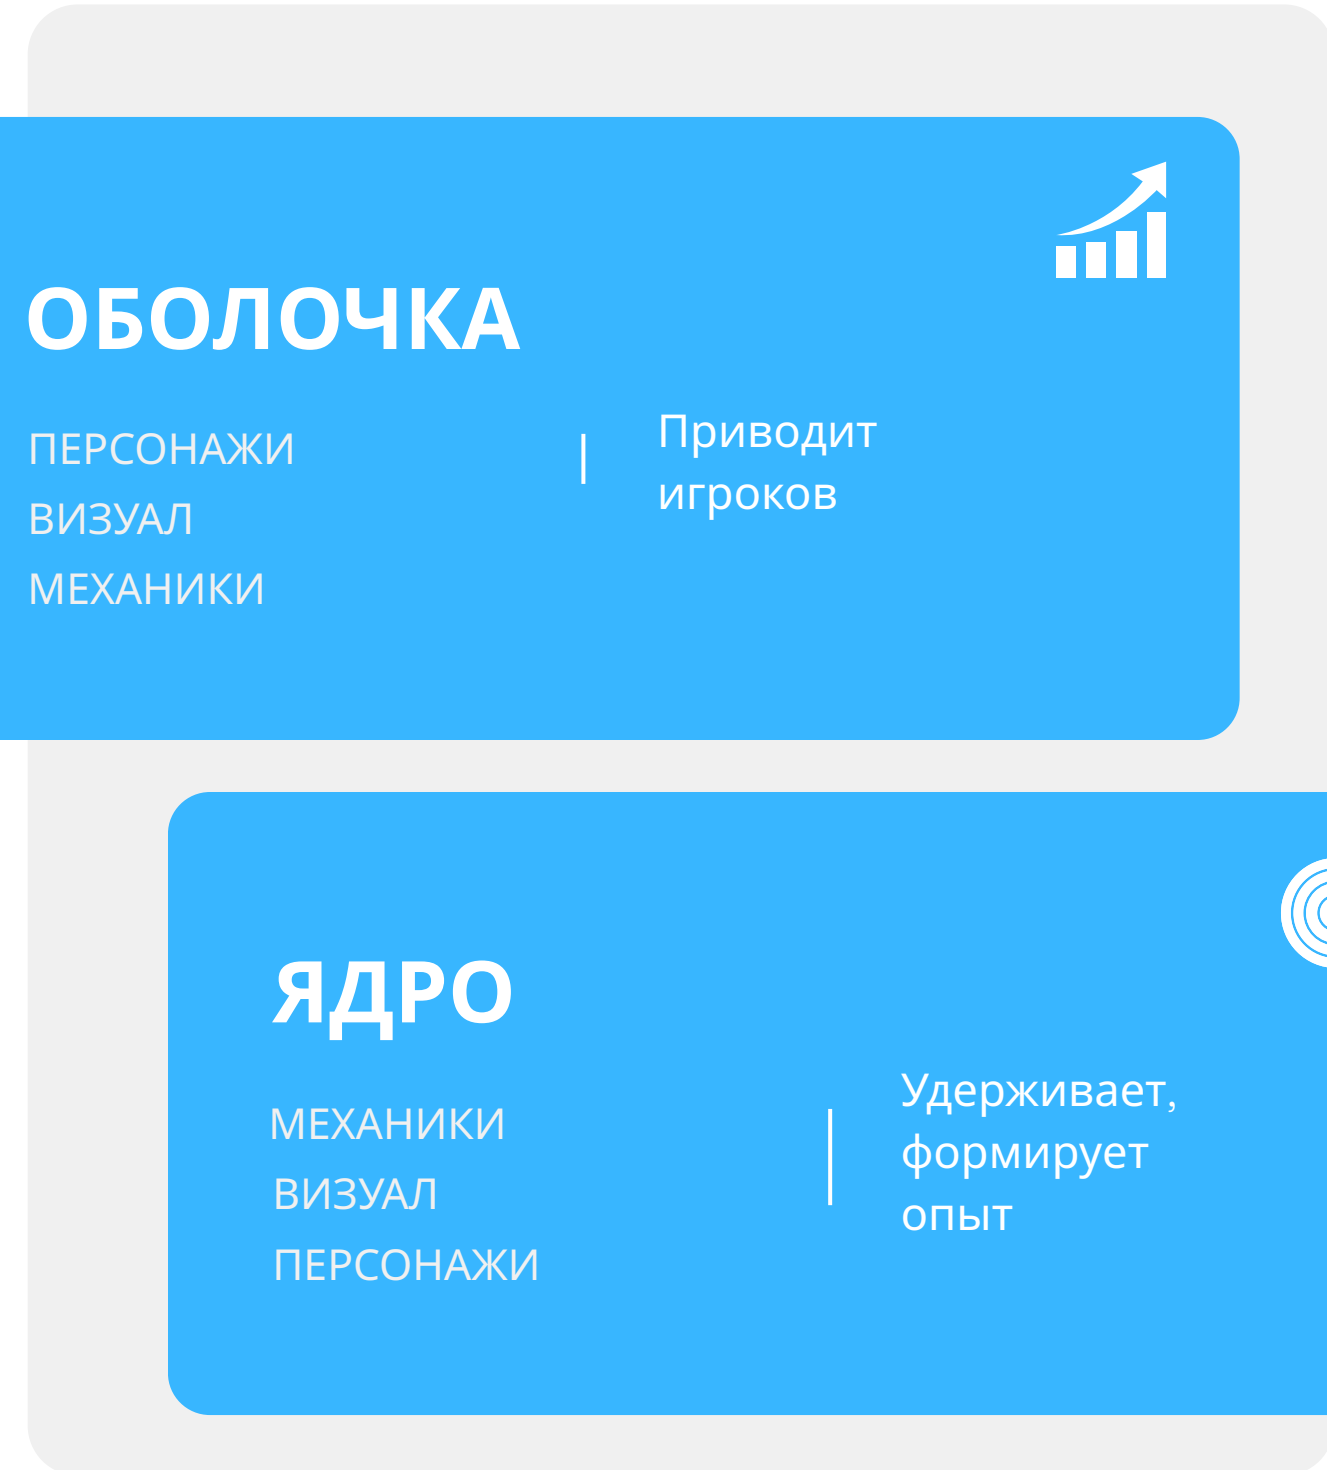 ОБОЛОЧКА
ПЕРСОНАЖИ
ВИЗУАЛ
МЕХАНИКИ
Приводит
игроков
ЯДРО
МЕХАНИКИ
ВИЗУАЛ
ПЕРСОНАЖИ
Удерживает,
формирует
опыт